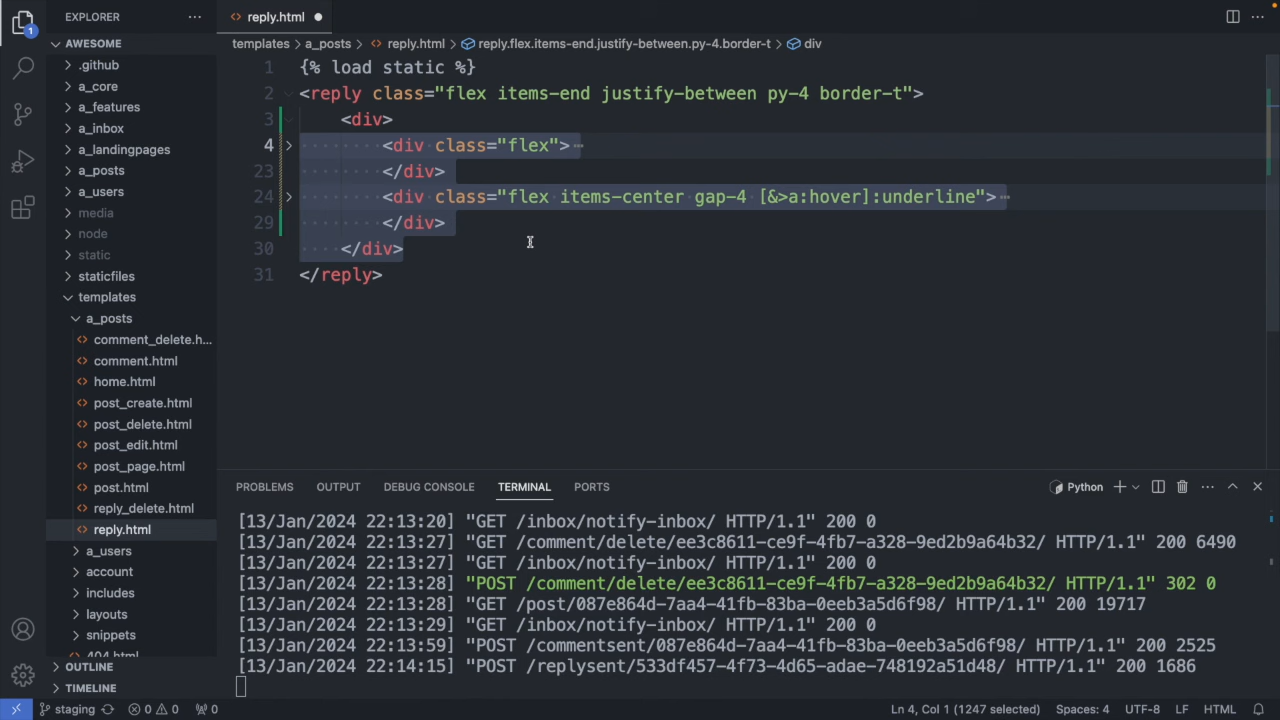 EXPLORER
reply.html
AWESOME
templates > a_posts > reply.html > reply.flex.items-end.justify-between.py-4.border-t > div
.github
a_core
a_features
a_inbox
a_landingpages
a_posts
a_users
media
node
static
staticfiles
templates
a_posts
comment_delete.h...
comment.html
home.html
post_create.html
post_delete.html
post_edit.html
post_page.html
post.html
reply_delete.html
reply.html
a_users
account
includes
layouts
snippets
404.html
OUTLINE
TIMELINE
1 {% load static %}
2 <reply class="flex items-end justify-between py-4 border-t">
3 <div>
4 <div class="flex">
23 </div>
24 <div class="flex items-center gap-4 [&>a:hover]:underline">
29 </div>
30 </div>
31 </reply>
PROBLEMS OUTPUT DEBUG CONSOLE TERMINAL PORTS Python
[13/Jan/2024 22:13:20] "GET /inbox/notify-inbox/ HTTP/1.1" 200 0
[13/Jan/2024 22:13:27] "GET /comment/delete/ee3c8611-ce9f-4fb7-a328-9ed2b9a64b32/ HTTP/1.1" 200 6490
[13/Jan/2024 22:13:27] "GET /inbox/notify-inbox/ HTTP/1.1" 200 0
[13/Jan/2024 22:13:28] "POST /comment/delete/ee3c8611-ce9f-4fb7-a328-9ed2b9a64b32/ HTTP/1.1" 302 0
[13/Jan/2024 22:13:28] "GET /post/087e864d-7aa4-41fb-83ba-0eeb3a5d6f98/ HTTP/1.1" 200 19717
[13/Jan/2024 22:13:29] "GET /inbox/notify-inbox/ HTTP/1.1" 200 0
[13/Jan/2024 22:13:59] "POST /commentsent/087e864d-7aa4-41fb-83ba-0eeb3a5d6f98/ HTTP/1.1" 200 2525
[13/Jan/2024 22:14:15] "POST /replysent/533df457-4f73-4d65-adae-748192a51d48/ HTTP/1.1" 200 1686
1
staging 0 0 0 Ln 4, Col 1 (1247 selected) Spaces: 4 UTF-8 LF HTML